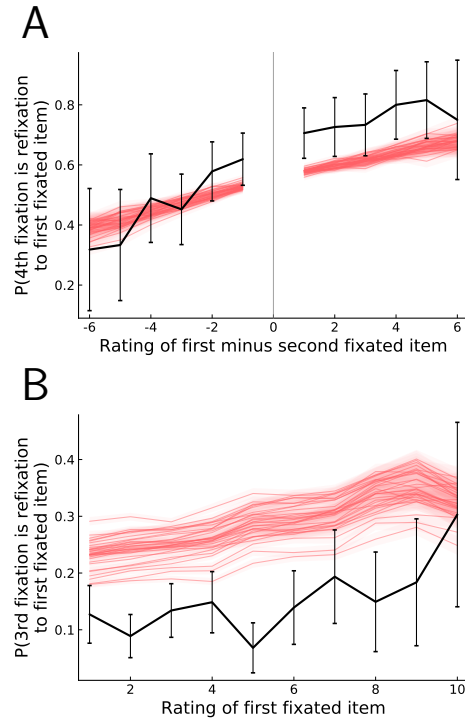 A
P(4th fixation is refixation
to first fixated item)
0.8
0.6
0.4
0.2
-6 -4 -2 0 2 4 6
Rating of first minus second fixated item
B
P(3rd fixation is refixation
to first fixated item)
0.4
0.3
0.2
0.1
2 4 6 8 10
Rating of first fixated item